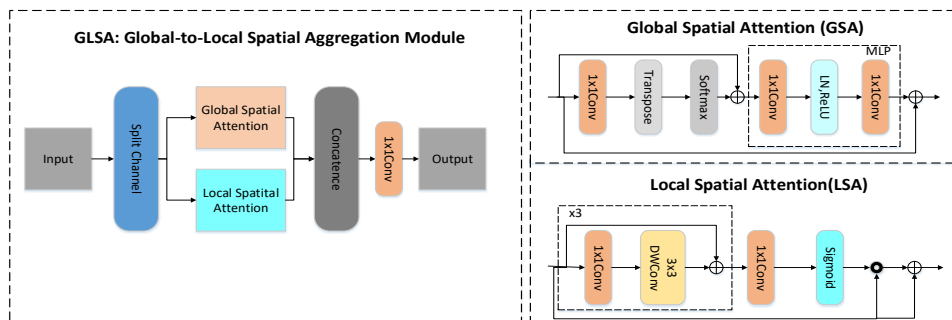 GLSA: Global-to-Local Spatial Aggregation Module
Input
Split Channel
Global Spatial
Attention
Local Spatital
Attention
Concatence
1x1Conv
Output
Global Spatial Attention (GSA)
MLP
1x1Conv
Transpose
Softmax
1x1Conv
LN,ReLU
1x1Conv
Local Spatial Attention(LSA)
x3
1x1Conv
3x3
DWConv
1x1Conv
Sigmoid